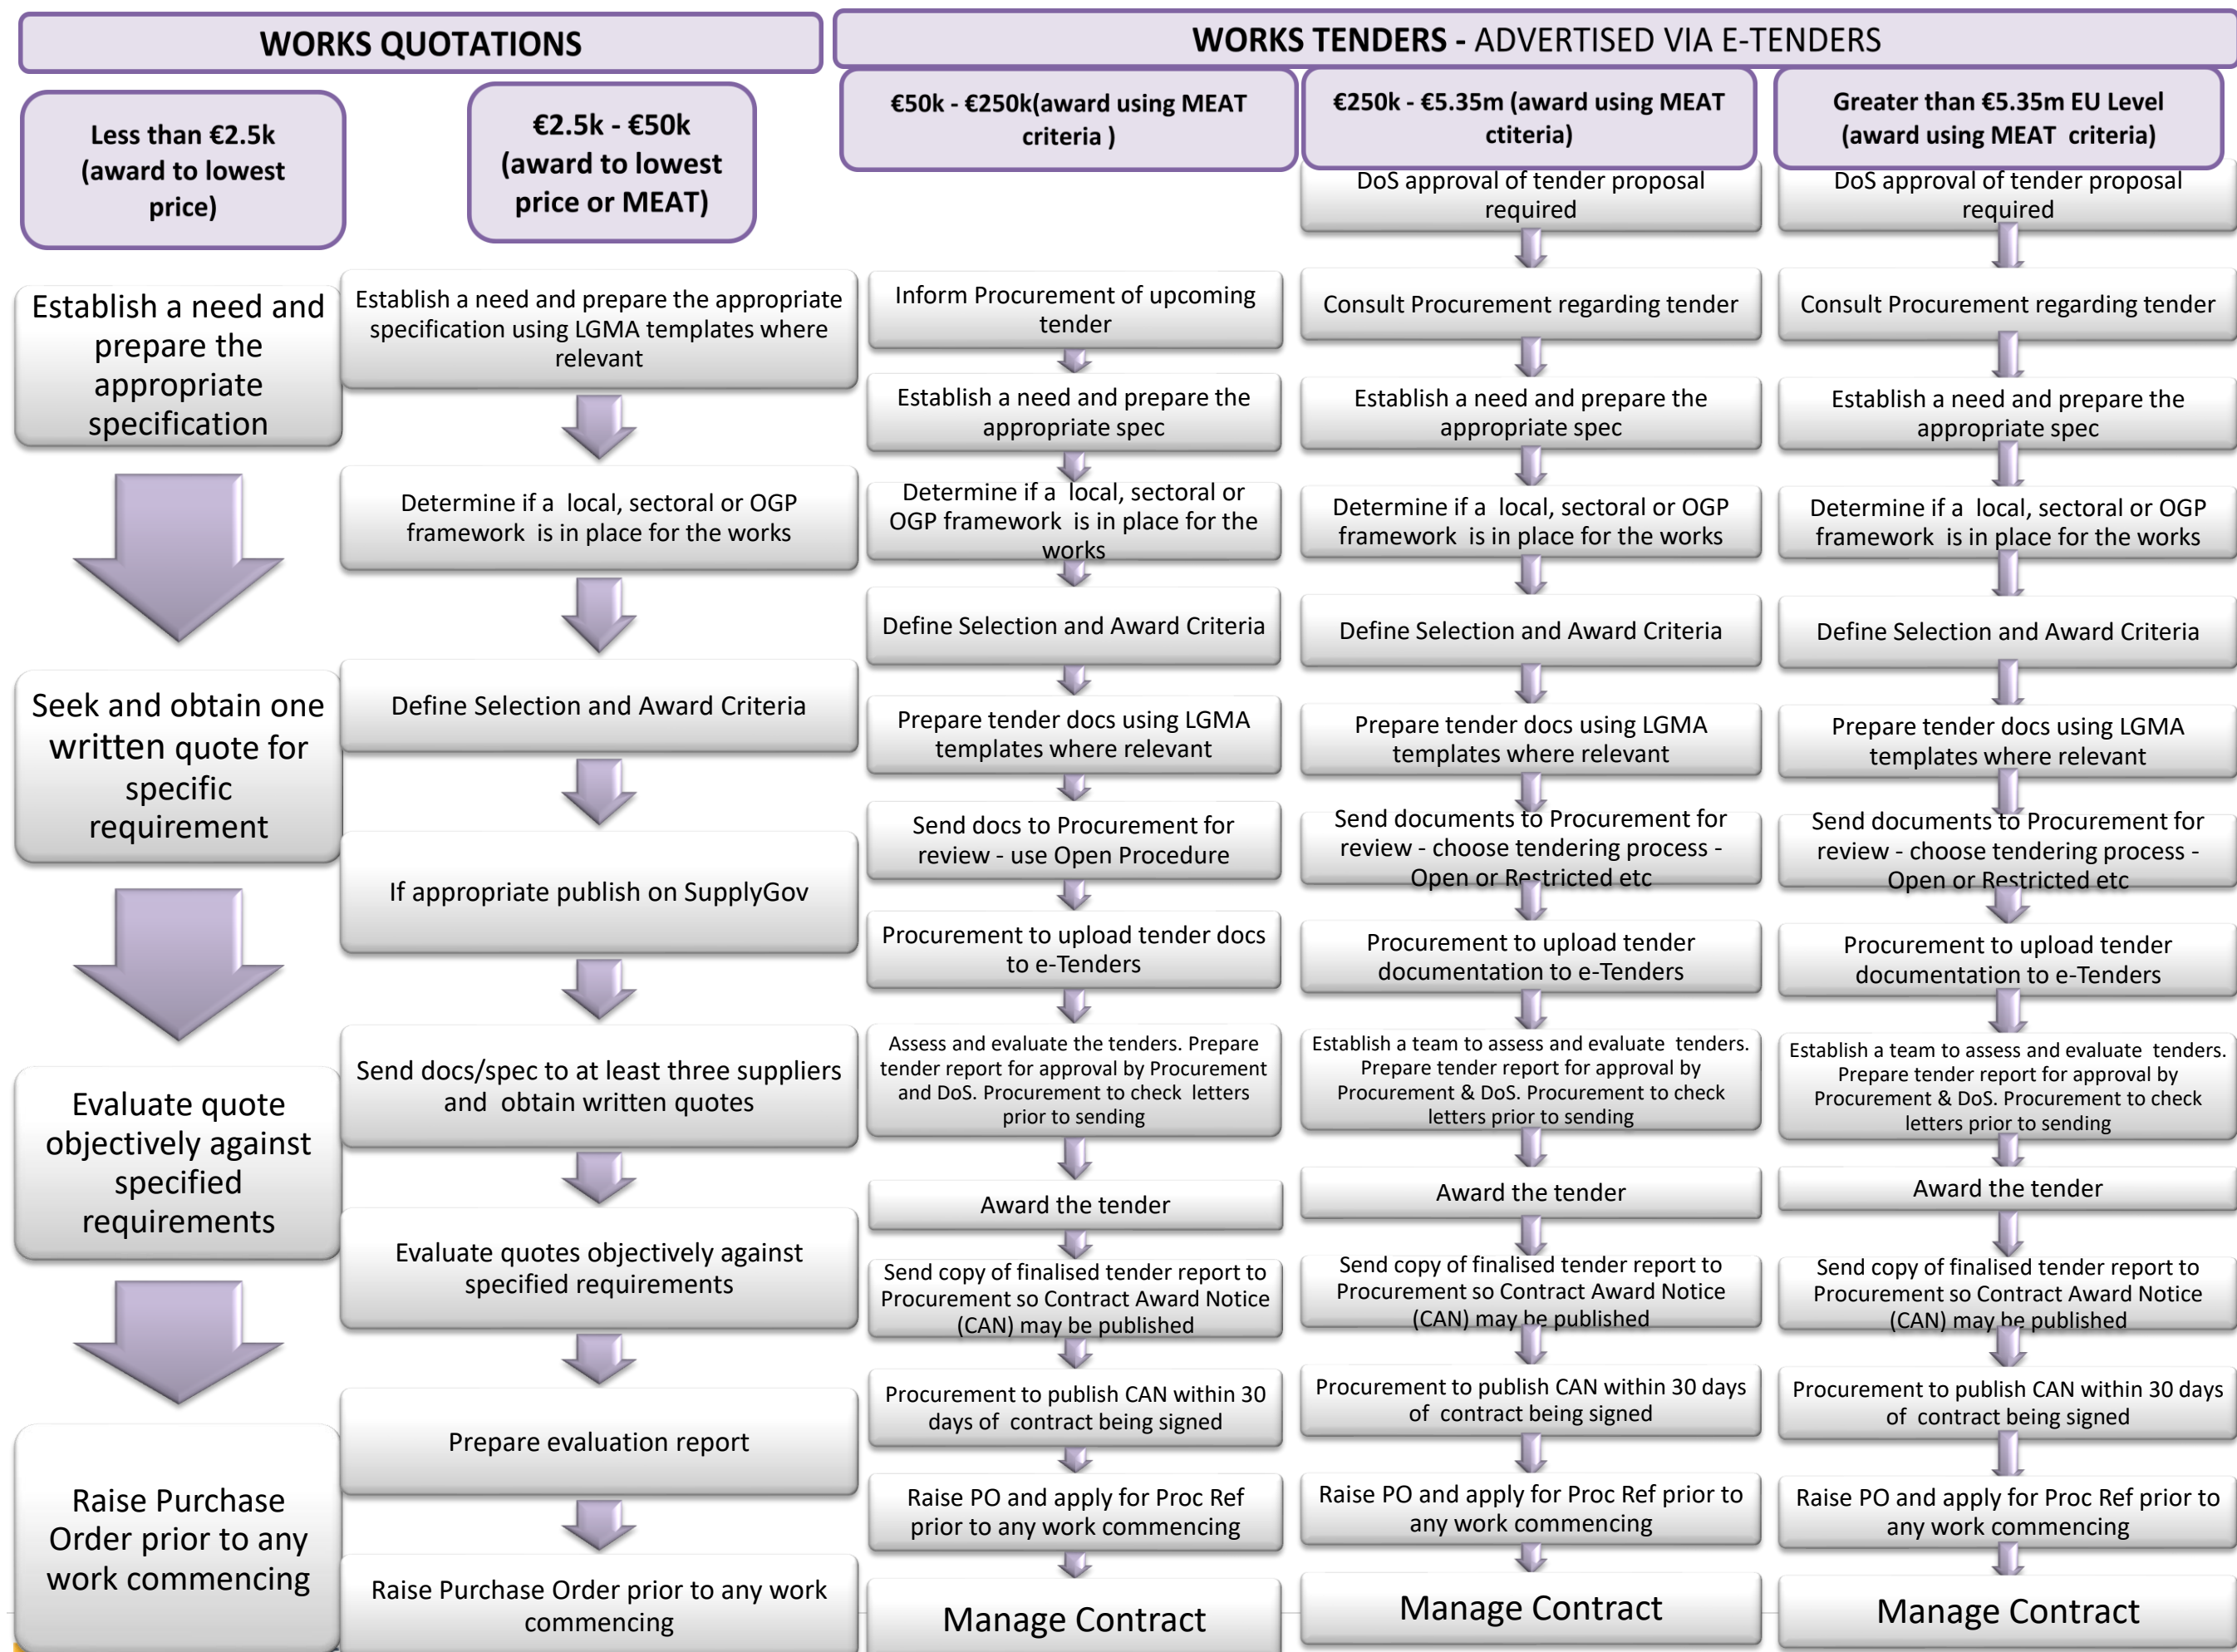 WORKS QUOTATIONS
Less than €2.5k
(award to lowest
price)
Establish a need and
prepare the
appropriate
specification
Seek and obtain one
written quote for
specific
requirement
Evaluate quote
objectively against
specified
requirements
Raise Purchase
Order prior to any
work commencing
€2.5k - €50k
(award to lowest
price or MEAT)
Establish a need and prepare the appropriate
specification using LGMA templates where
relevant
Determine if a local, sectoral or OGP
framework is in place for the works
Define Selection and Award Criteria
If appropriate publish on SupplyGov
Send docs/spec to at least three suppliers
and obtain written quotes
Evaluate quotes objectively against
specified requirements
Prepare evaluation report
Raise Purchase Order prior to any work
commencing
WORKS TENDERS - ADVERTISED VIA E-TENDERS
€50k - €250k(award using MEAT
criteria )
Inform Procurement of upcoming
tender
Establish a need and prepare the
appropriate spec
Determine if a local, sectoral or
OGP framework is in place for the
works
Define Selection and Award Criteria
Prepare tender docs using LGMA
templates where relevant
Send docs to Procurement for
review - use Open Procedure
Procurement to upload tender docs
to e-Tenders
Assess and evaluate the tenders. Prepare
tender report for approval by Procurement
and DoS. Procurement to check letters
prior to sending
Award the tender
Send copy of finalised tender report to
Procurement so Contract Award Notice
(CAN) may be published
Procurement to publish CAN within 30
days of contract being signed
Raise PO and apply for Proc Ref
prior to any work commencing
Manage Contract
€250k - €5.35m (award using MEAT
ctiteria)
DoS approval of tender proposal
required
Consult Procurement regarding tender
Establish a need and prepare the
appropriate spec
Determine if a local, sectoral or OGP
framework is in place for the works
Define Selection and Award Criteria
Prepare tender docs using LGMA
templates where relevant
Send documents to Procurement for
review - choose tendering process -
Open or Restricted etc
Procurement to upload tender
documentation to e-Tenders
Establish a team to assess and evaluate tenders.
Prepare tender report for approval by
Procurement & DoS. Procurement to check
letters prior to sending
Award the tender
Send copy of finalised tender report to
Procurement so Contract Award Notice
(CAN) may be published
Procurement to publish CAN within 30 days
of contract being signed
Raise PO and apply for Proc Ref prior to
any work commencing
Manage Contract
Greater than €5.35m EU Level
(award using MEAT criteria)
DoS approval of tender proposal
required
Consult Procurement regarding tender
Establish a need and prepare the
appropriate spec
Determine if a local, sectoral or OGP
framework is in place for the works
Define Selection and Award Criteria
Prepare tender docs using LGMA
templates where relevant
Send documents to Procurement for
review - choose tendering process -
Open or Restricted etc
Procurement to upload tender
documentation to e-Tenders
Establish a team to assess and evaluate tenders.
Prepare tender report for approval by
Procurement & DoS. Procurement to check
letters prior to sending
Award the tender
Send copy of finalised tender report to
Procurement so Contract Award Notice
(CAN) may be published
Procurement to publish CAN within 30 days
of contract being signed
Raise PO and apply for Proc Ref prior to
any work commencing
Manage Contract